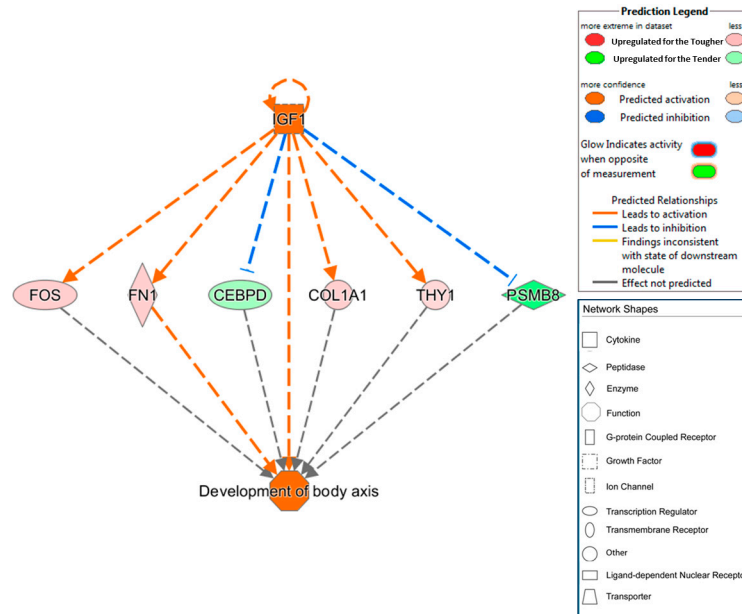 IGF1
FOS
FN1
CEBPD
COL1A1
THY1
PSMB8
Development of body axis
Prediction Legend
more extreme in dataset less
Upregulated for the Tougher
Upregulated for the Tender
more confidence less
Predicted activation
Predicted inhibition
Glow Indicates activity
when opposite
of measurement
Predicted Relationships
Leads to activation
Leads to inhibition
Findings inconsistent
with state of downstream
molecule
Effect not predicted
Network Shapes
Cytokine
Peptidase
Enzyme
Function
G-protein Coupled Receptor
Growth Factor
Ion Channel
Transcription Regulator
Transmembrane Receptor
Other
Ligand-dependent Nuclear Recepto
Transporter